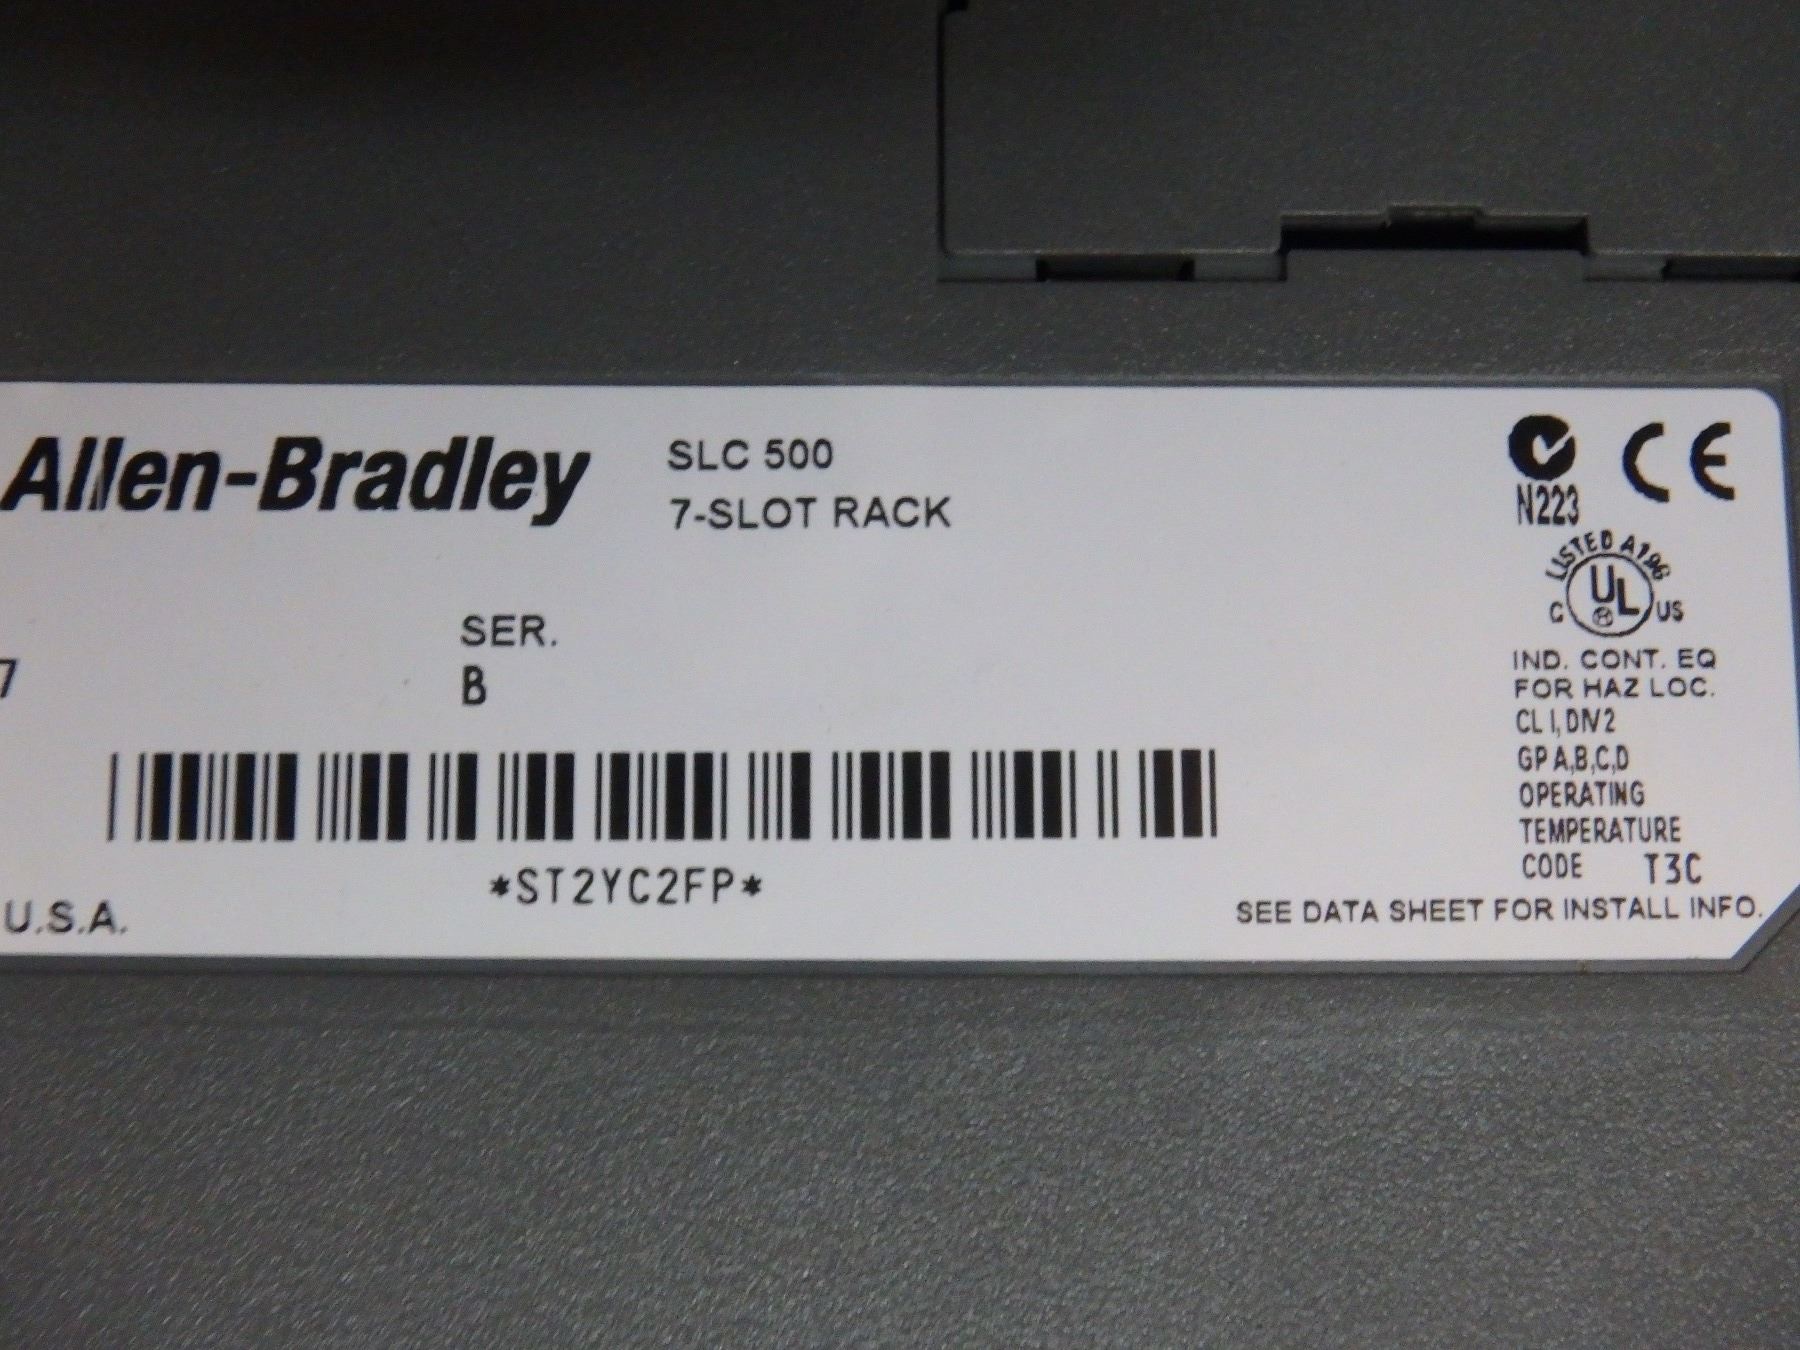 Allen-Bradley
SLC 500
7-SLOT RACK
N223
CE
LISTED A196
C UL US
SER.
7
B
IND. CONT. EQ
FOR HAZ LOC.
CL I, DIV 2
GP A,B,C,D
OPERATING
TEMPERATURE
CODE T3C
*ST2YC2FP*
U.S.A.
SEE DATA SHEET FOR INSTALL INFO.